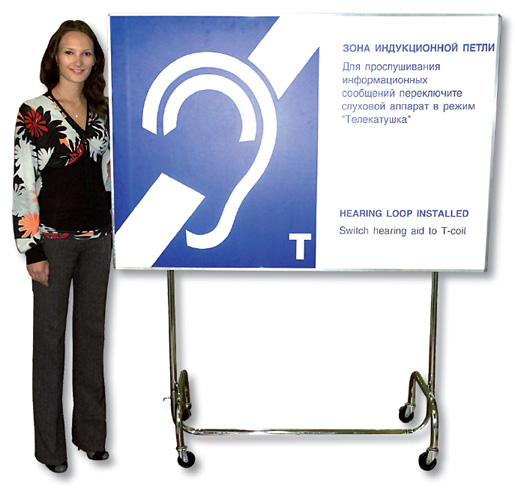 ЗОНА ИНДУКЦИОННОЙ ПЕТЛИ
Для прослушивания
информационных
сообщений переключите
слуховой аппарат в режим
"Телекатушка"
HEARING LOOP INSTALLED
Switch hearing aid to T-coil
T